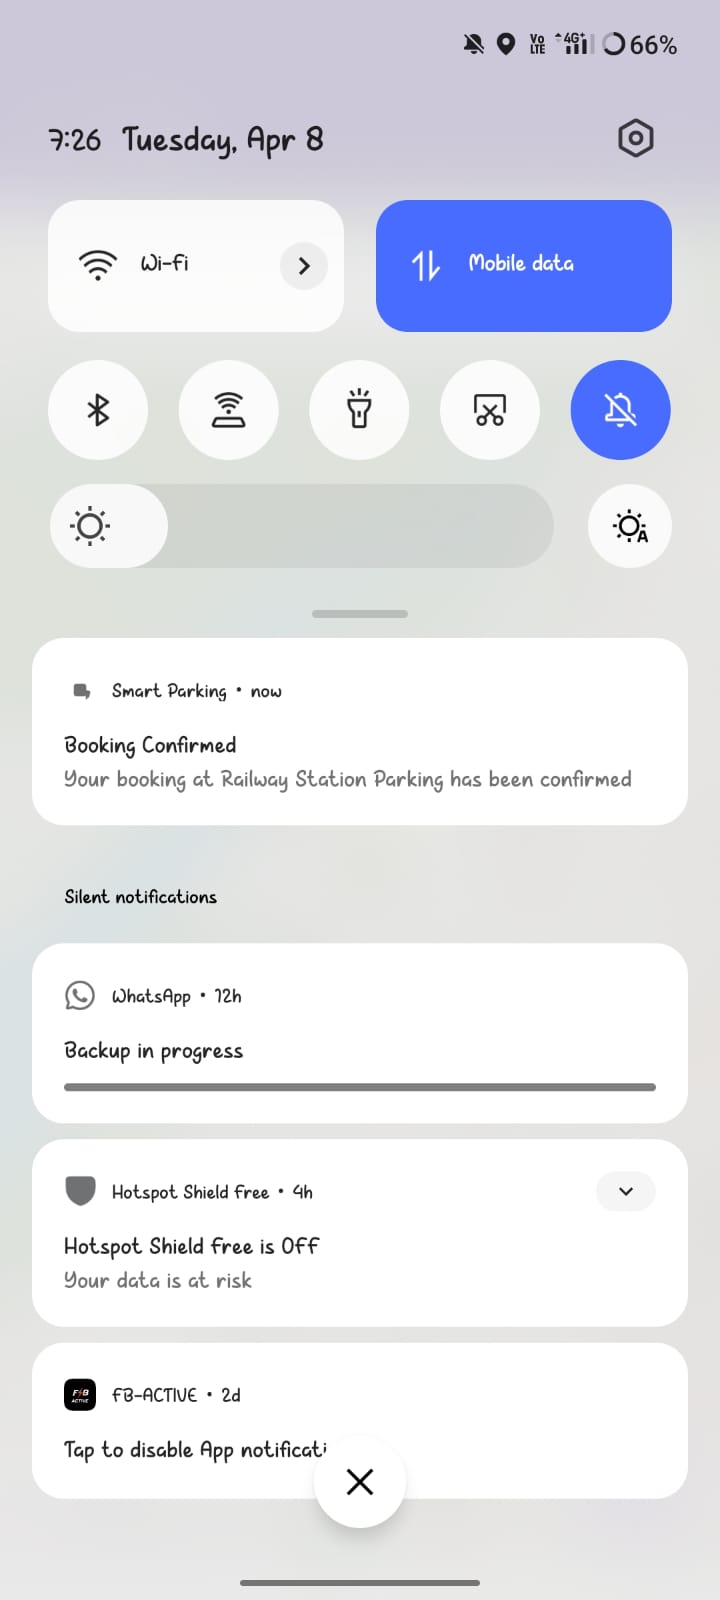 Vo LTE 4G+ 66%
7:26 Tuesday, Apr 8
Wi-Fi
Mobile data
A
Smart Parking • now
Booking Confirmed
Your booking at Railway Station Parking has been confirmed
Silent notifications
WhatsApp • 12h
Backup in progress
Hotspot Shield Free • 4h
Hotspot Shield Free is Off
Your data is at risk
FB ACTIVE
FB-ACTIVE • 2d
Tap to disable App